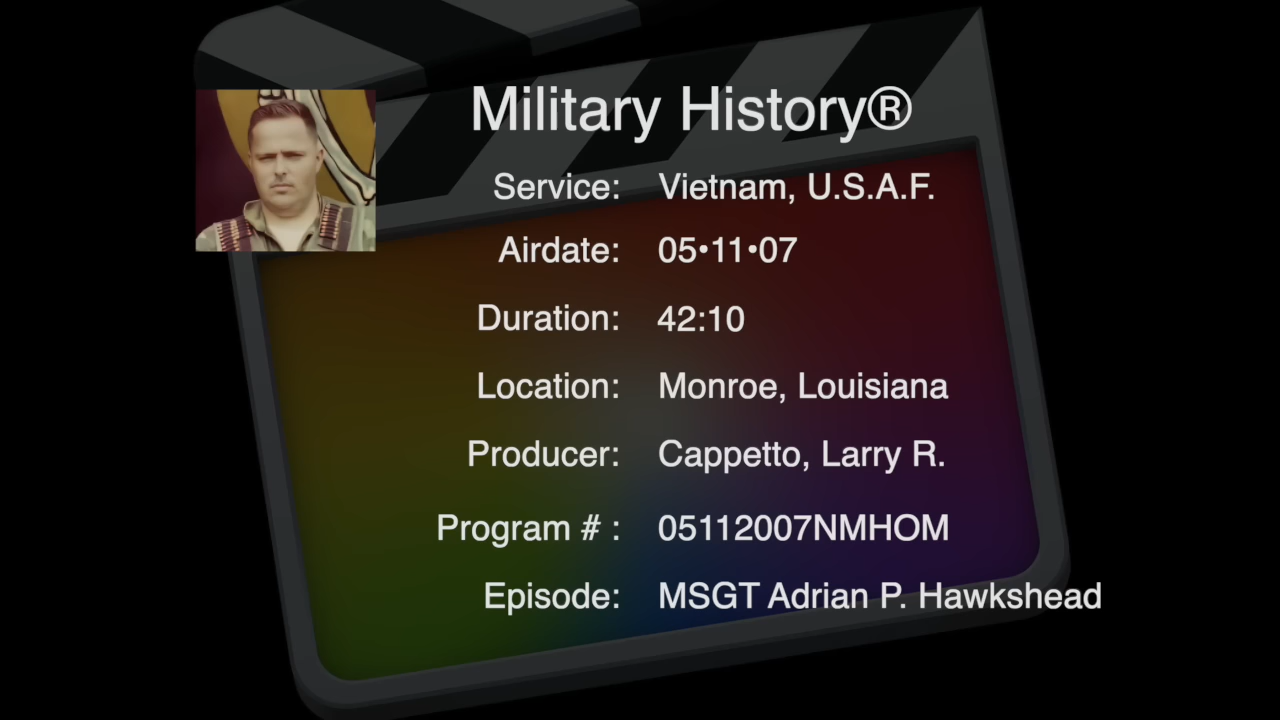 Military History®
Service: Vietnam, U.S.A.F.
Airdate: 05•11•07
Duration: 42:10
Location: Monroe, Louisiana
Producer: Cappetto, Larry R.
Program # : 05112007NMHOM
Episode: MSGT Adrian P. Hawkshead